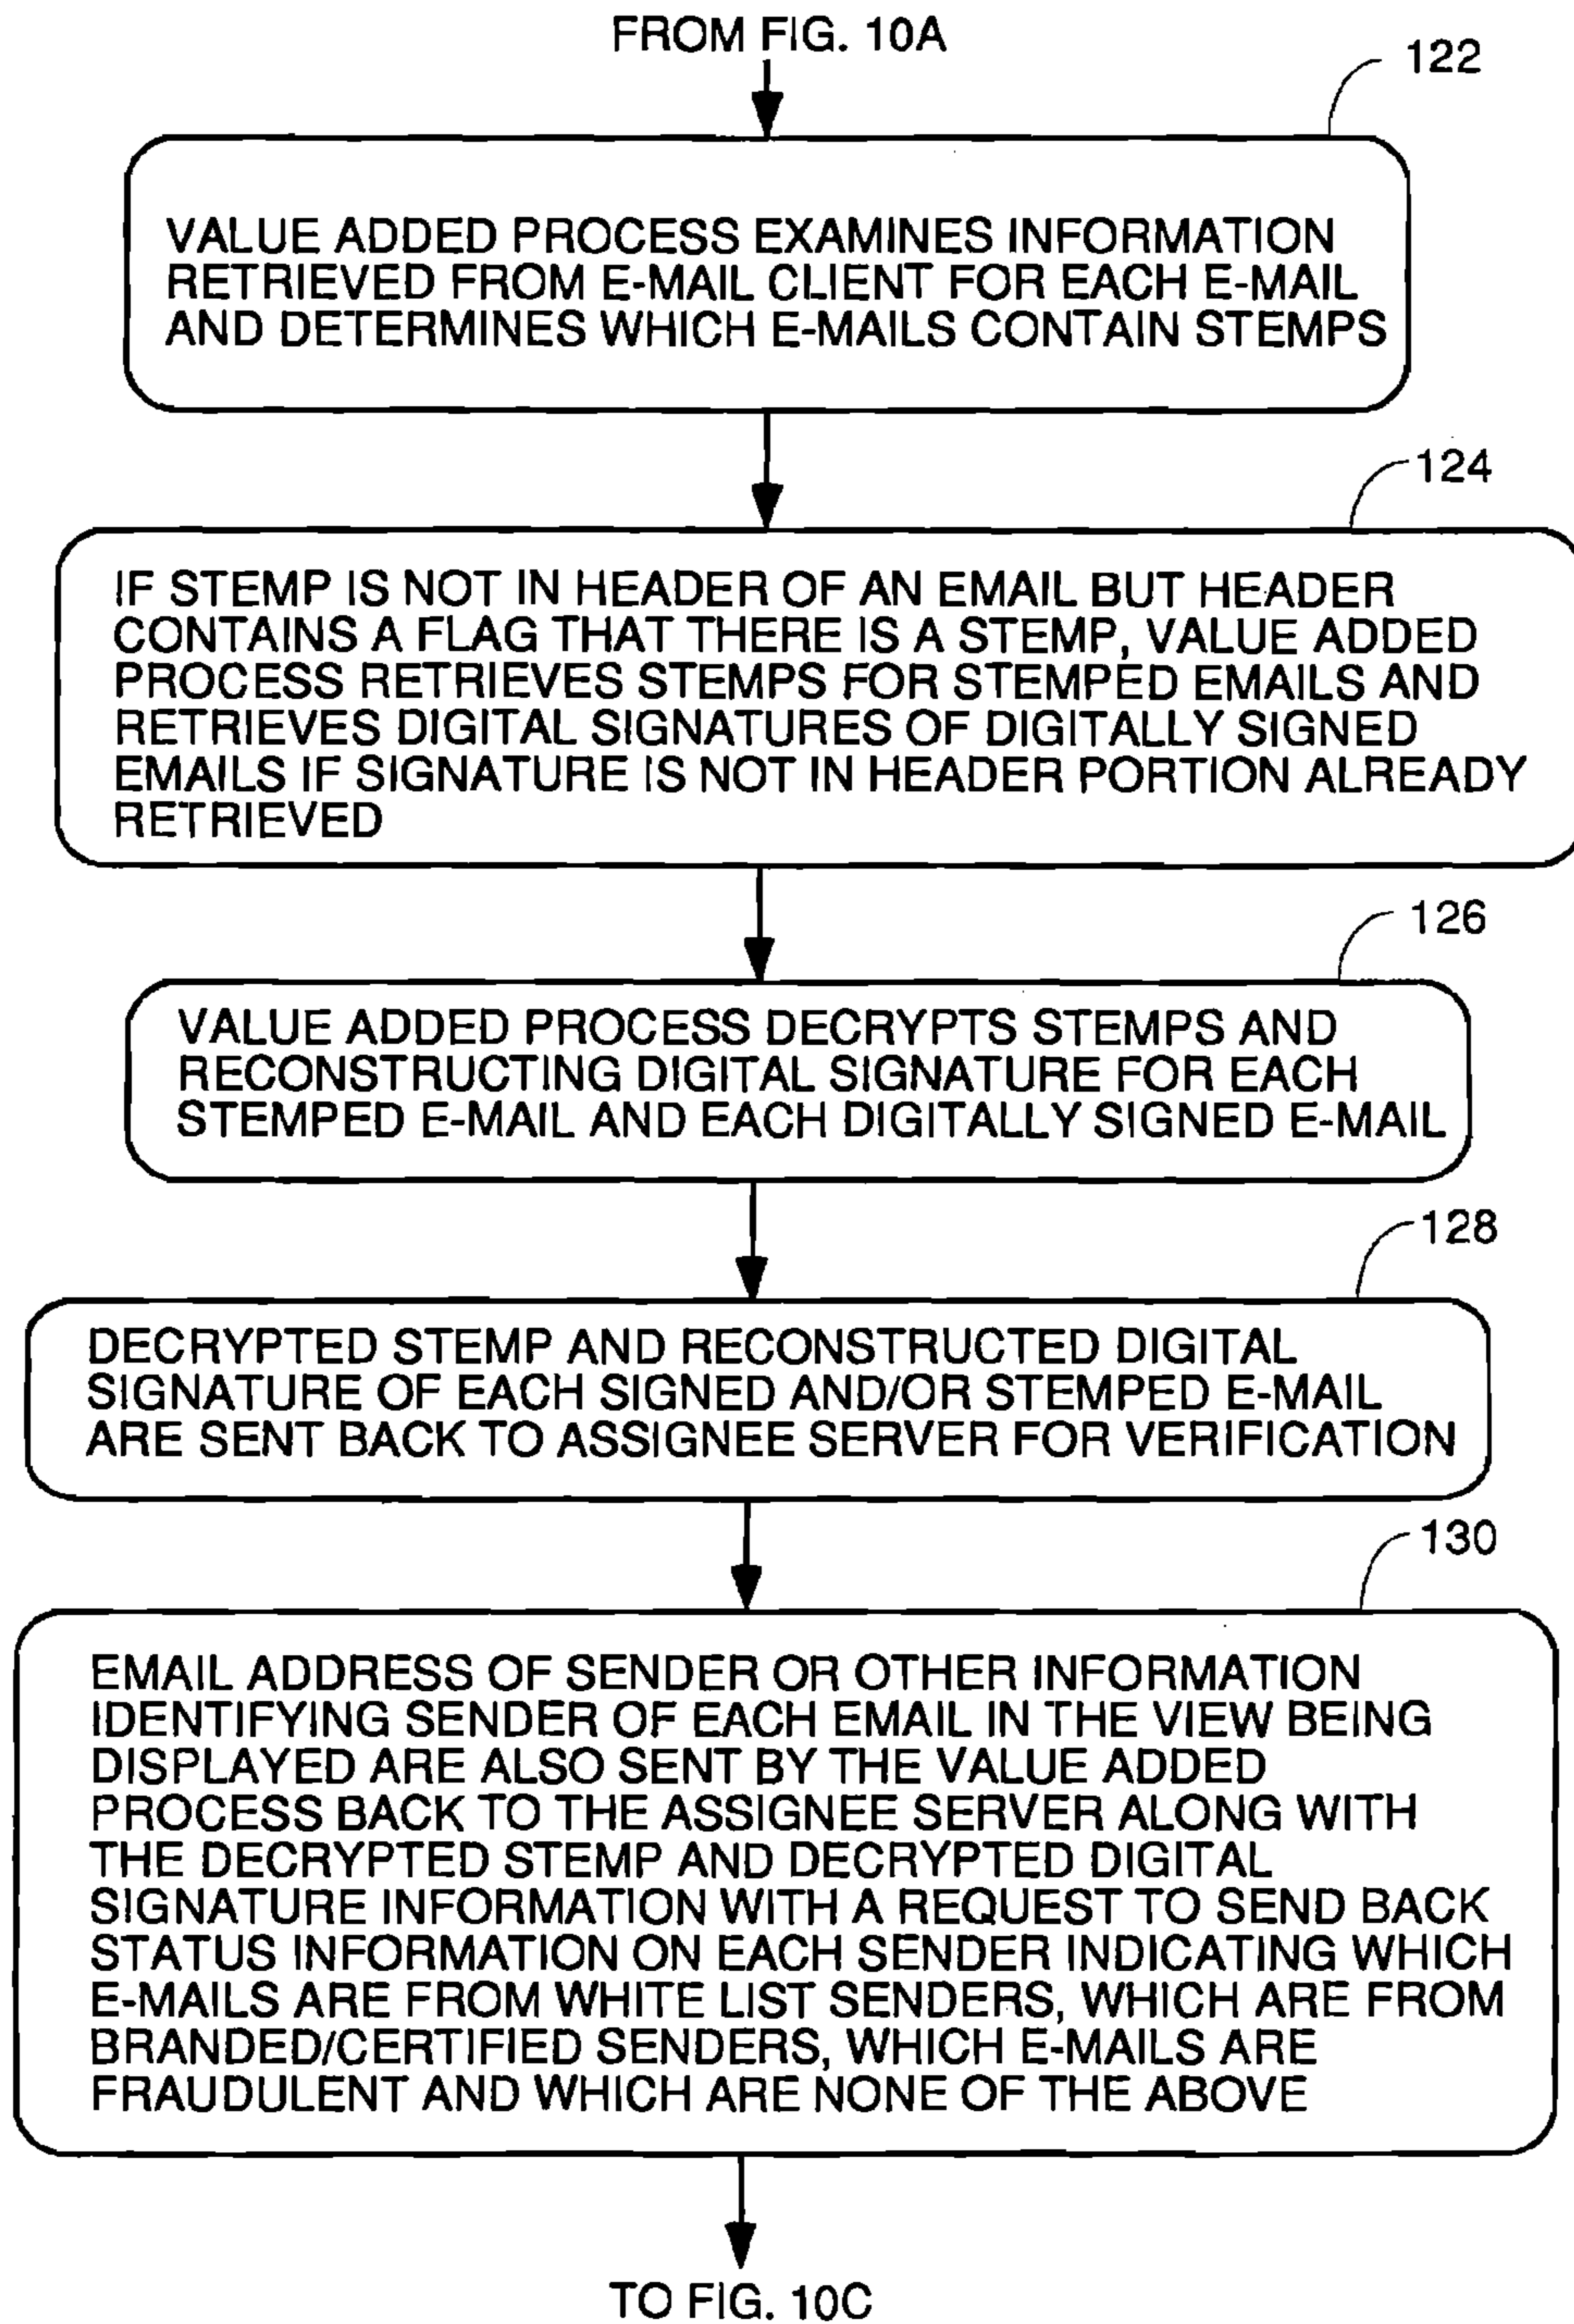 FROM FIG. 10A
122
VALUE ADDED PROCESS EXAMINES INFORMATION
RETRIEVED FROM E-MAIL CLIENT FOR EACH E-MAIL
AND DETERMINES WHICH E-MAILS CONTAIN STEMPS
124
IF STEMP IS NOT IN HEADER OF AN EMAIL BUT HEADER
CONTAINS A FLAG THAT THERE IS A STEMP, VALUE ADDED
PROCESS RETRIEVES STEMPS FOR STEMPED EMAILS AND
RETRIEVES DIGITAL SIGNATURES OF DIGITALLY SIGNED
EMAILS IF SIGNATURE IS NOT IN HEADER PORTION ALREADY
RETRIEVED
126
VALUE ADDED PROCESS DECRYPTS STEMPS AND
RECONSTRUCTING DIGITAL SIGNATURE FOR EACH
STEMPED E-MAIL AND EACH DIGITALLY SIGNED E-MAIL
128
DECRYPTED STEMP AND RECONSTRUCTED DIGITAL
SIGNATURE OF EACH SIGNED AND/OR STEMPED E-MAIL
ARE SENT BACK TO ASSIGNEE SERVER FOR VERIFICATION
130
EMAIL ADDRESS OF SENDER OR OTHER INFORMATION
IDENTIFYING SENDER OF EACH EMAIL IN THE VIEW BEING
DISPLAYED ARE ALSO SENT BY THE VALUE ADDED
PROCESS BACK TO THE ASSIGNEE SERVER ALONG WITH
THE DECRYPTED STEMP AND DECRYPTED DIGITAL
SIGNATURE INFORMATION WITH A REQUEST TO SEND BACK
STATUS INFORMATION ON EACH SENDER INDICATING WHICH
E-MAILS ARE FROM WHITE LIST SENDERS, WHICH ARE FROM
BRANDED/CERTIFIED SENDERS, WHICH E-MAILS ARE
FRAUDULENT AND WHICH ARE NONE OF THE ABOVE
TO FIG. 10C